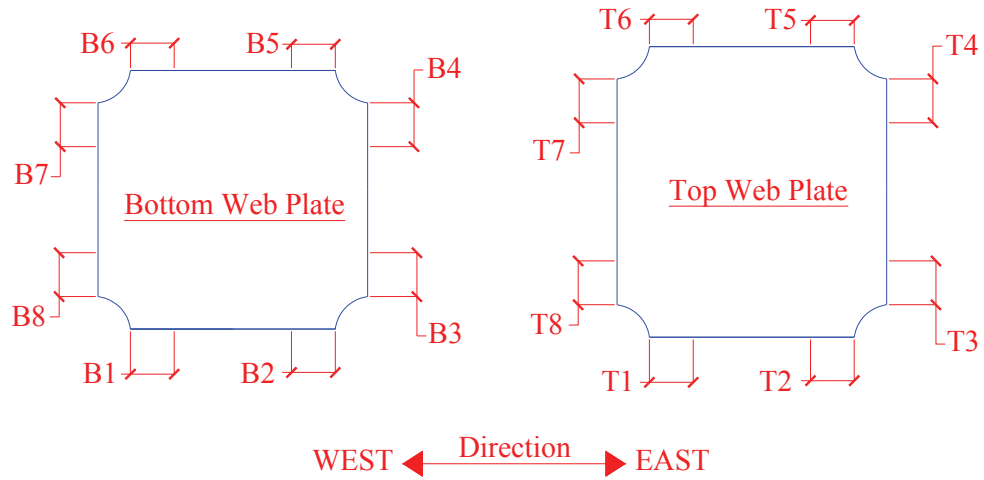 B6
B5
B4
B7
Bottom Web Plate
B8
B3
B1
B2
T6
T5
T4
T7
Top Web Plate
T8
T3
T1
T2
WEST Direction EAST